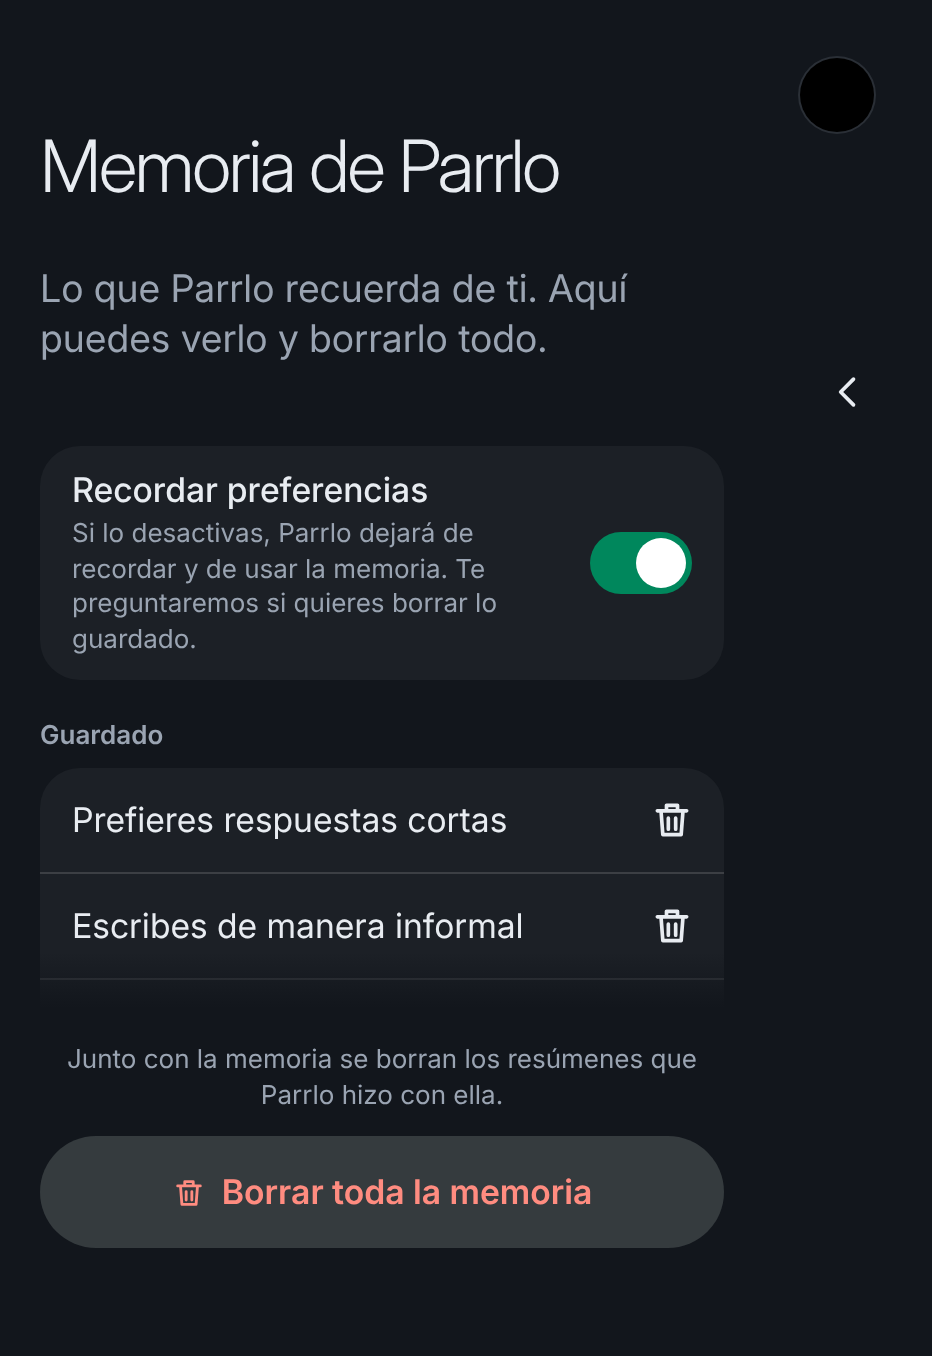 Memoria de Parrlo
Lo que Parrlo recuerda de ti. Aquí
puedes verlo y borrarlo todo.
Recordar preferencias
Si lo desactivas, Parrlo dejará de
recordar y de usar la memoria. Te
preguntaremos si quieres borrar lo
guardado.
Guardado
Prefieres respuestas cortas
Escribes de manera informal
Junto con la memoria se borran los resúmenes que
Parrlo hizo con ella.
Borrar toda la memoria